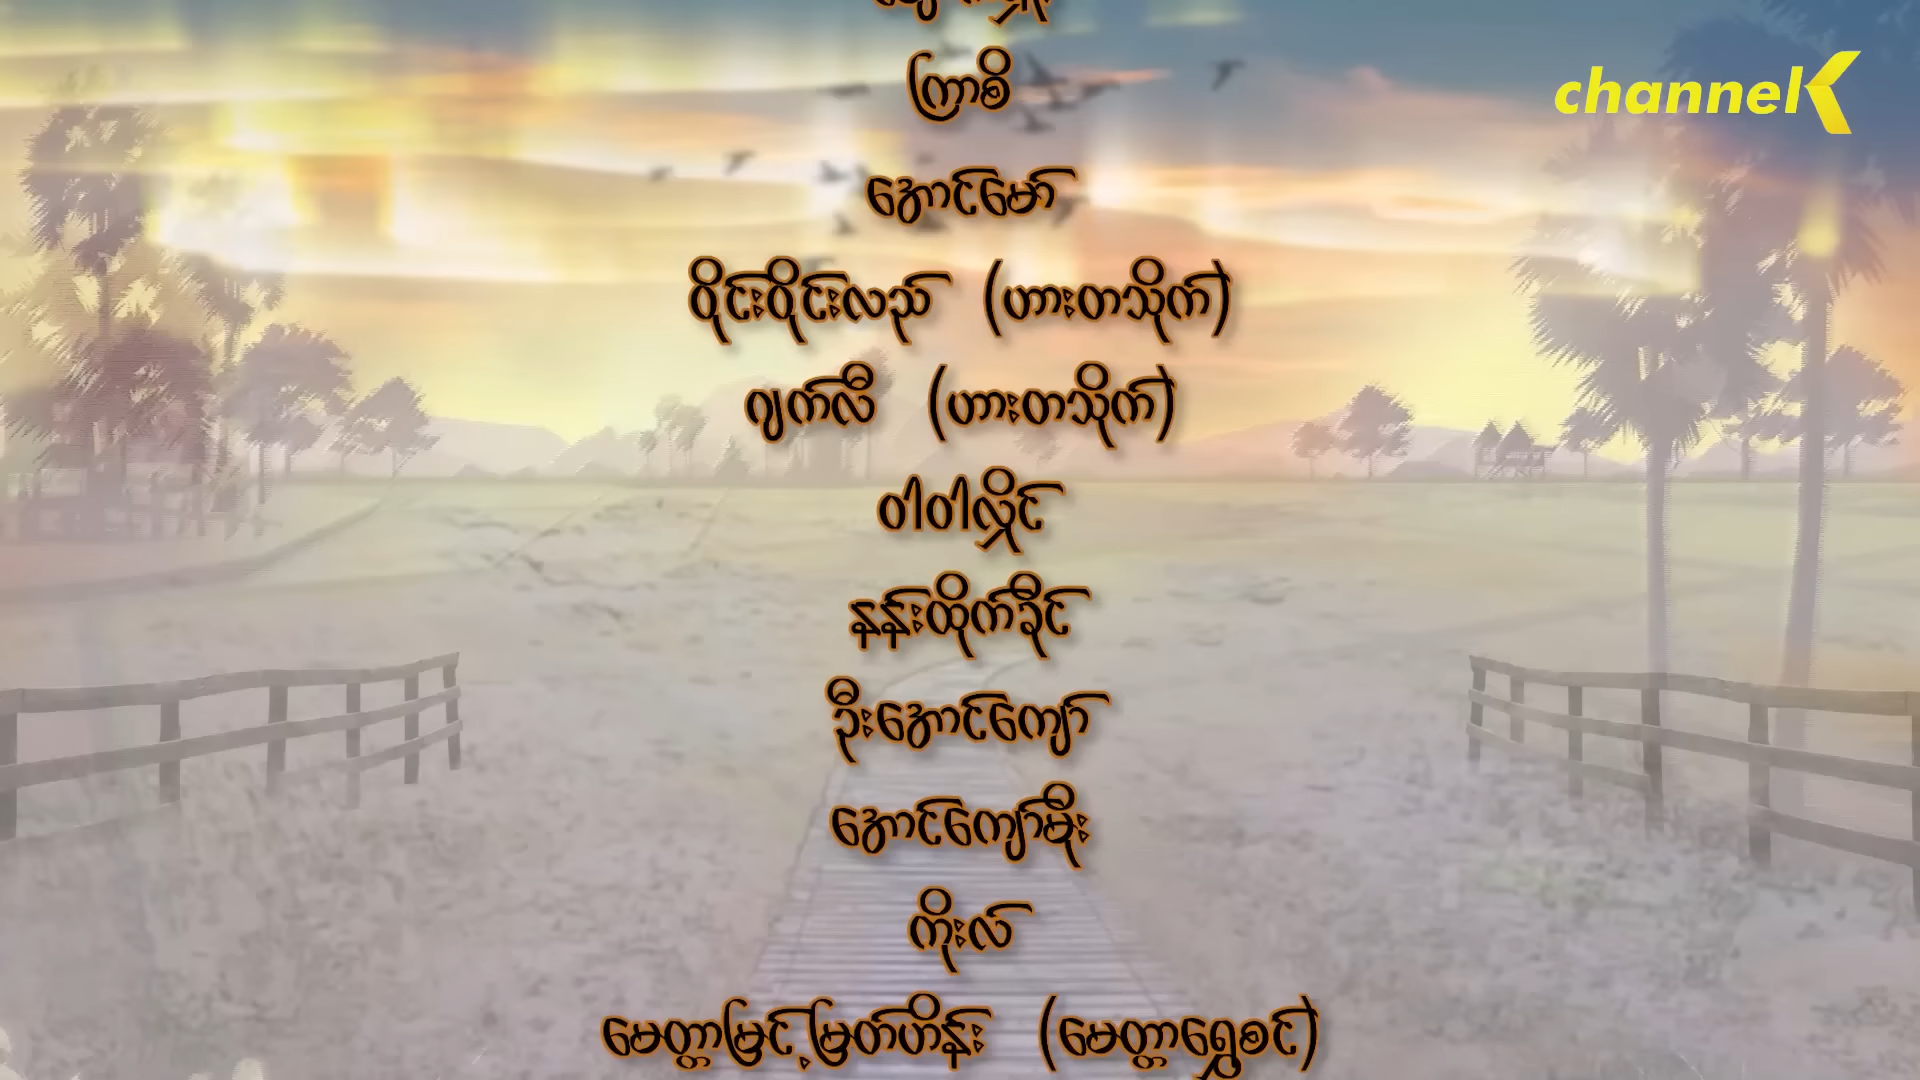 ကြာစိ
channelK
အောင်မော်
ဝိုင်းဝိုင်းလည် (ဟားတသိုက်)
ဂျက်လီ (ဟားတသိုက်)
ဝါဝါလှိုင်
နန်းထိုက်ခိုင်
ဦးအောင်ကျော်
အောင်ကျော်မိုး
ကိုးလ်
မေတ္တာမြင့်မြတ်ဟိန်း (မေတ္တာရွှေစင်)